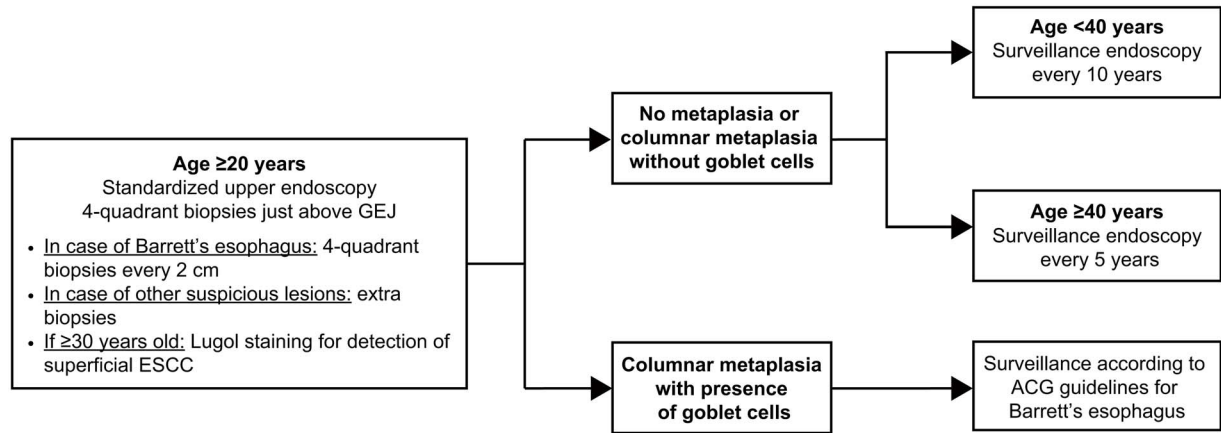 Age ≥20 years
Standardized upper endoscopy
4-quadrant biopsies just above GEJ
• In case of Barrett's esophagus: 4-quadrant
biopsies every 2 cm
• In case of other suspicious lesions: extra
biopsies
• If ≥30 years old: Lugol staining for detection of
superficial ESCC
No metaplasia or
columnar metaplasia
without goblet cells
Age <40 years
Surveillance endoscopy
every 10 years
Age ≥40 years
Surveillance endoscopy
every 5 years
Columnar metaplasia
with presence
of goblet cells
Surveillance according to
ACG guidelines for
Barrett's esophagus